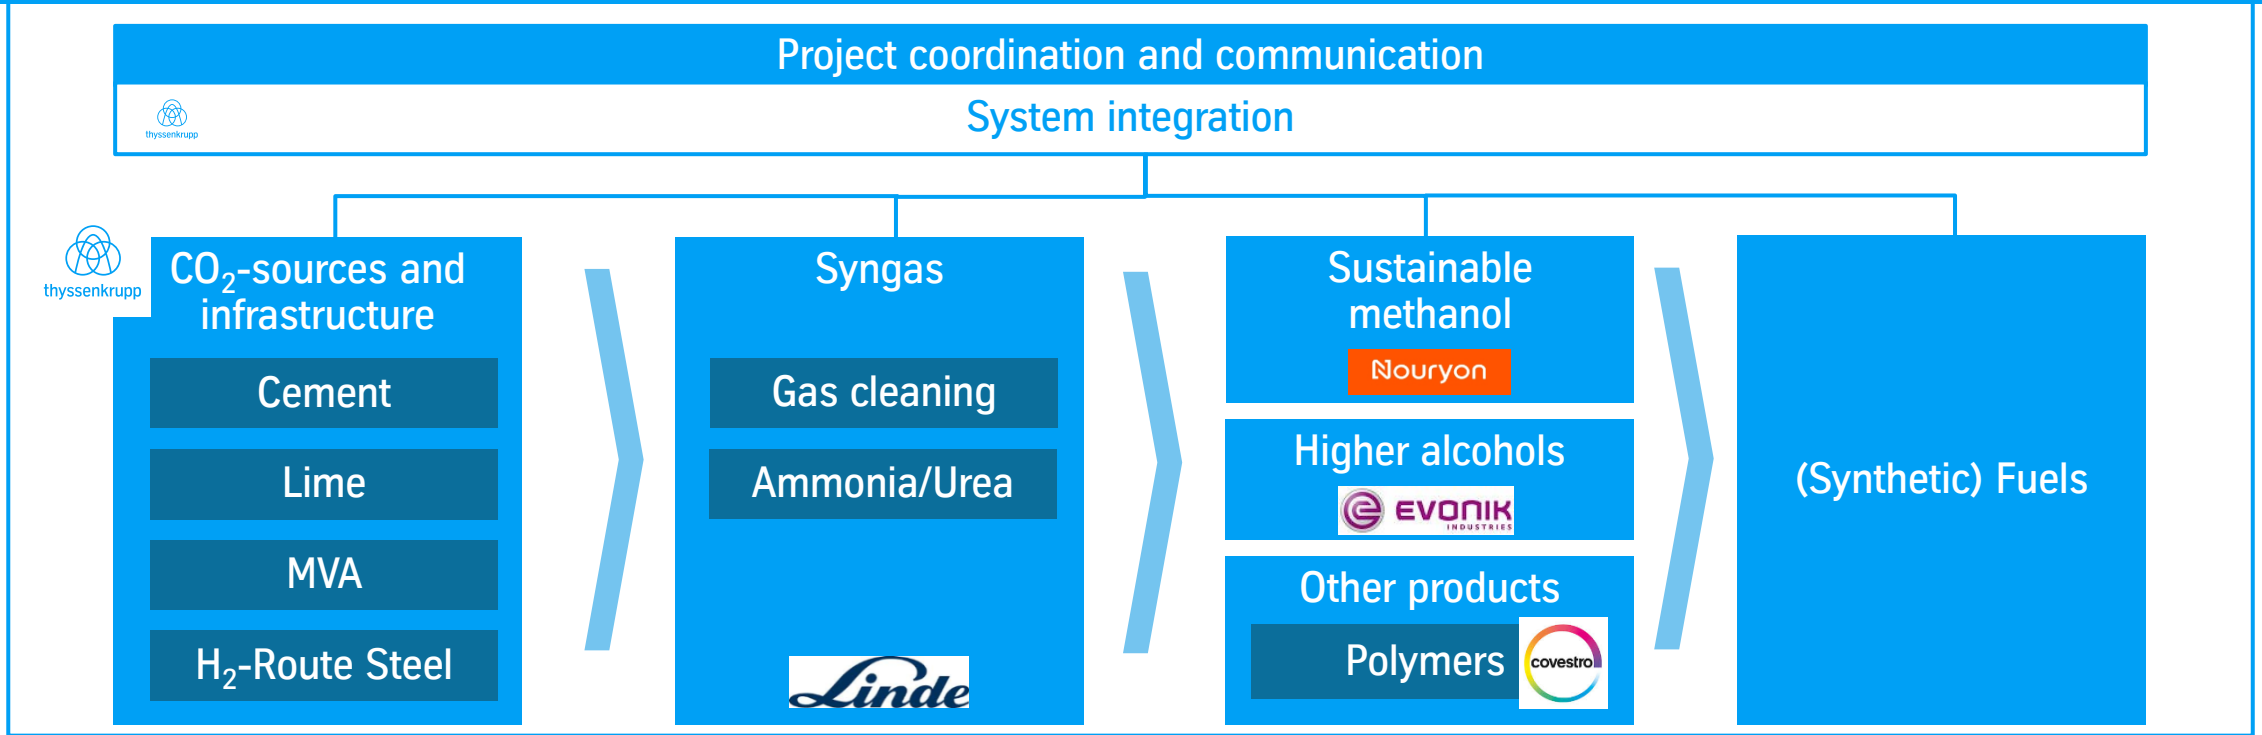 Project coordination and communication
thyssenkrupp
System integration
thyssenkrupp
CO₂-sources and
infrastructure
Cement
Lime
MVA
H₂-Route Steel
Syngas
Gas cleaning
Ammonia/Urea
Linde
Sustainable
methanol
Nouryon
Higher alcohols
EVONIK
INDUSTRIES
Other products
Polymers
covestro
(Synthetic) Fuels